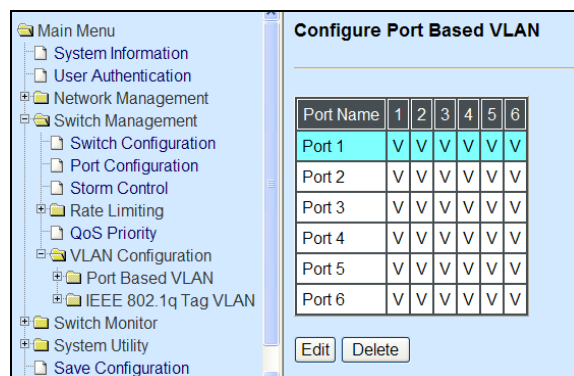 Main Menu
System Information
User Authentication
Network Management
Switch Management
Switch Configuration
Port Configuration
Storm Control
Rate Limiting
QoS Priority
VLAN Configuration
Port Based VLAN
IEEE 802.1q Tag VLAN
Switch Monitor
System Utility
Save Configuration
Configure Port Based VLAN
Port Name 1 2 3 4 5 6
Port 1 V V V V V V
Port 2 V V V V V V
Port 3 V V V V V V
Port 4 V V V V V V
Port 5 V V V V V V
Port 6 V V V V V V
Edit Delete